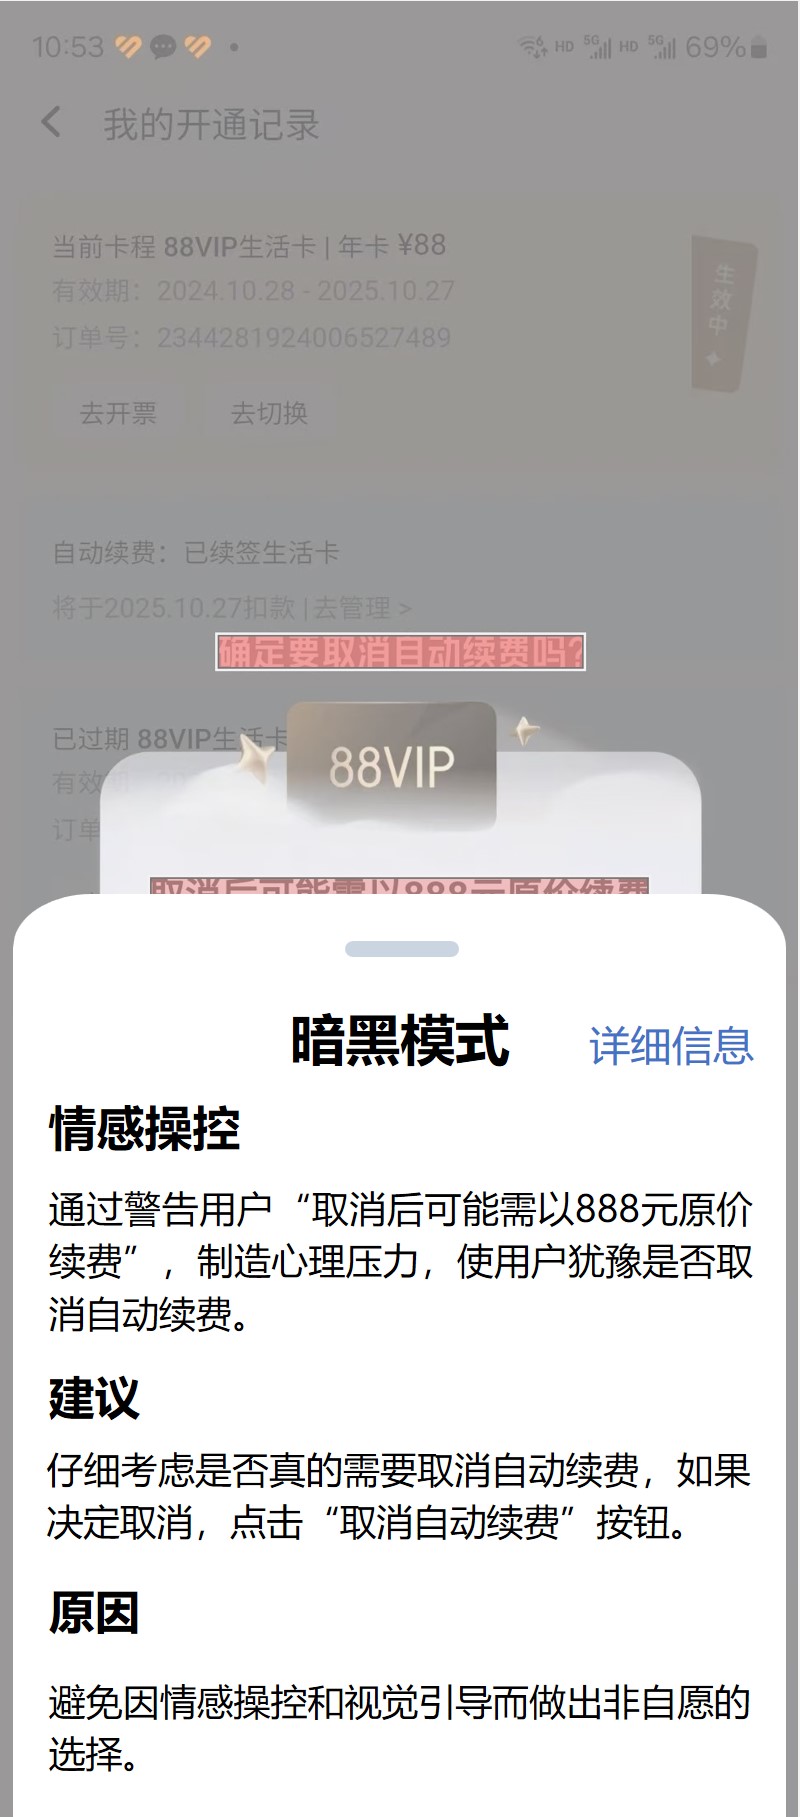 10:53
HD 5G HD 5G 69%
我的开通记录
当前卡程 88VIP生活卡 | 年卡 ¥88
有效期：2024.10.28 - 2025.10.27
订单号：2344281924006527489
生效中
去开票 去切换
自动续费：已续签生活卡
将于2025.10.27扣款 | 去管理 >
确定要取消自动续费吗?
已过期 88VIP生活卡
88VIP
有效
订单
取消后可能需以888元原价续费
暗黑模式
详细信息
情感操控
通过警告用户“取消后可能需以888元原价
续费”，制造心理压力，使用户犹豫是否取
消自动续费。
建议
仔细考虑是否真的需要取消自动续费，如果
决定取消，点击“取消自动续费”按钮。
原因
避免因情感操控和视觉引导而做出非自愿的
选择。